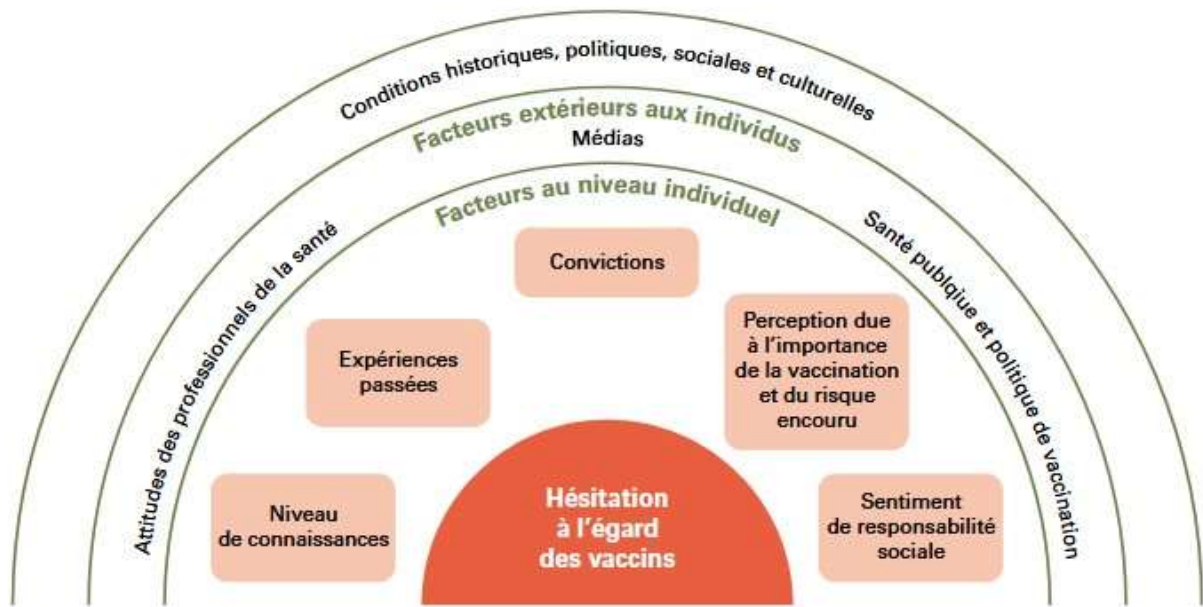 Conditions historiques, politiques, sociales et culturelles
Facteurs extérieurs aux individus
Médias
Attitudes des professionnels de la santé
Santé publqiue et politique de vaccination
Facteurs au niveau individuel
Convictions
Expériences
passées
Perception due
à l'importance
de la vaccination
et du risque
encouru
Niveau
de connaissances
Sentiment
de responsabilité
sociale
Hésitation
à l'égard
des vaccins